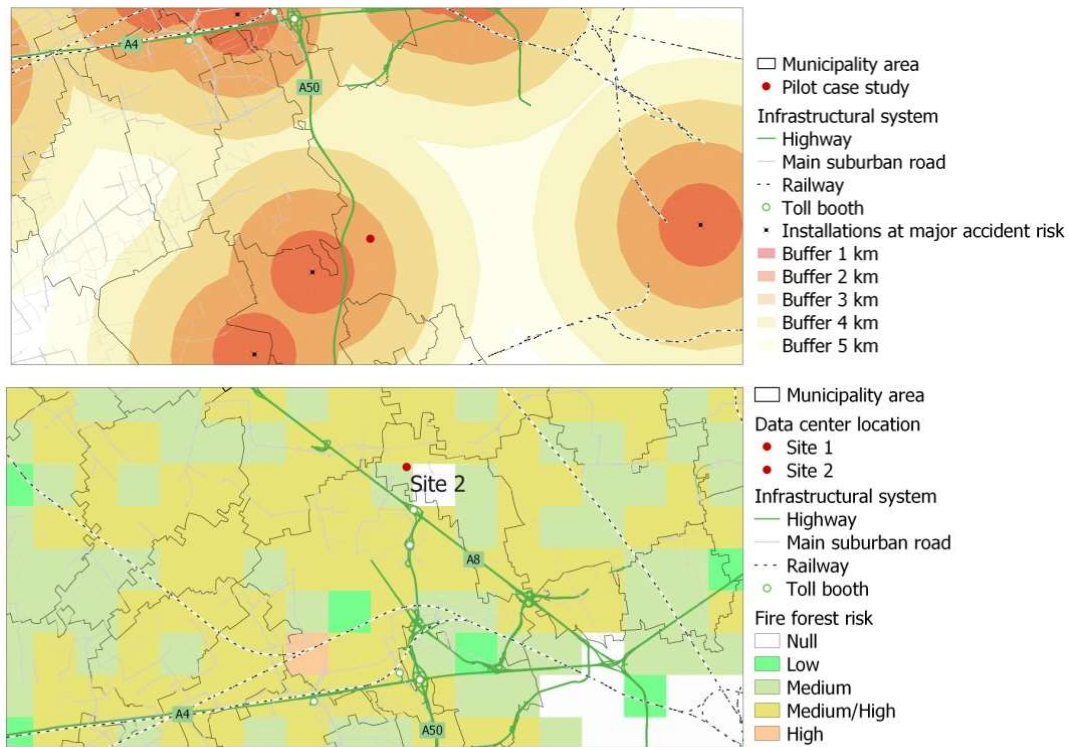 A4
A50
Municipality area
Pilot case study
Infrastructural system
Highway
Main suburban road
Railway
Toll booth
Installations at major accident risk
Buffer 1 km
Buffer 2 km
Buffer 3 km
Buffer 4 km
Buffer 5 km
Site 2
A8
A4
A50
Municipality area
Data center location
Site 1
Site 2
Infrastructural system
Highway
Main suburban road
Railway
Toll booth
Fire forest risk
Null
Low
Medium
Medium/High
High